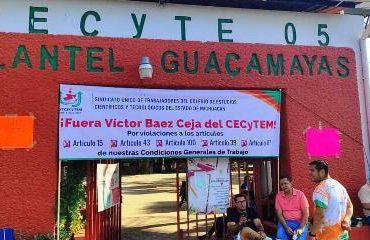 ECyTE 05
LANTEL GUACAMAYAS
SINDICATO ÚNICO DE TRABAJADORES DEL COLEGIO DE ESTUDIOS
CIENTÍFICOS Y TECNOLÓGICOS DEL ESTADO DE MICHOACÁN
¡Fuera Víctor Baez Ceja del CECyTEM!
Por violaciones a los artículos
Artículo 15 Artículo 43 Artículo 100 Artículo 39 Artículo
de nuestras Condiciones Generales de Trabajo